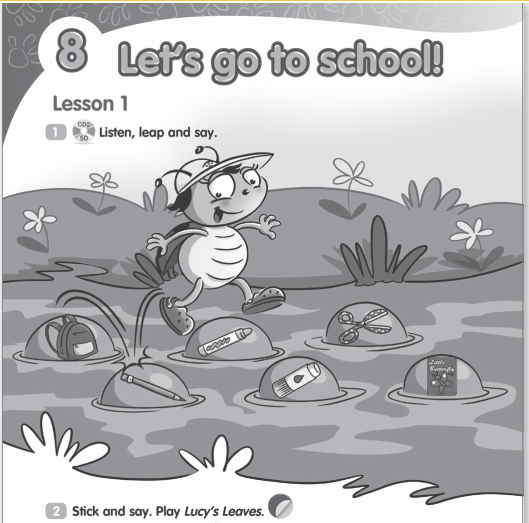 8 Let's go to school!
Lesson 1
1 CD2 50 Listen, leap and say.
Little
Butterfly
2 Stick and say. Play Lucy's Leaves.